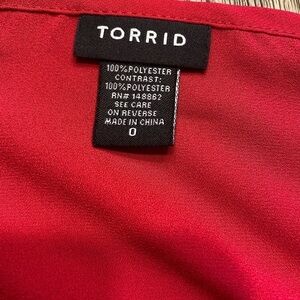 TORRID
100%POLYESTER
CONTRAST:
100%POLYESTER
RN# 148862
SEE CARE
ON REVERSE
MADE IN CHINA
0